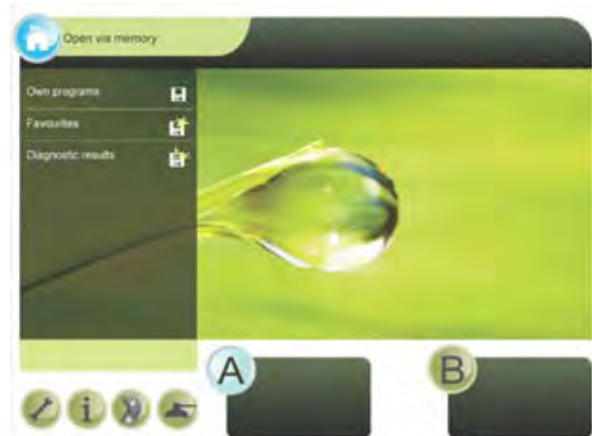 Open via memory
Own programs
Favourites
Diagnostic results
A
B